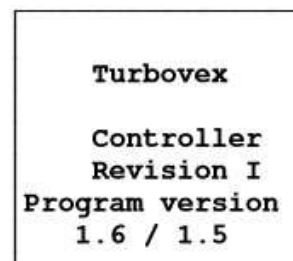 Turbovex
Controller
Revision I
Program version
1.6 / 1.5